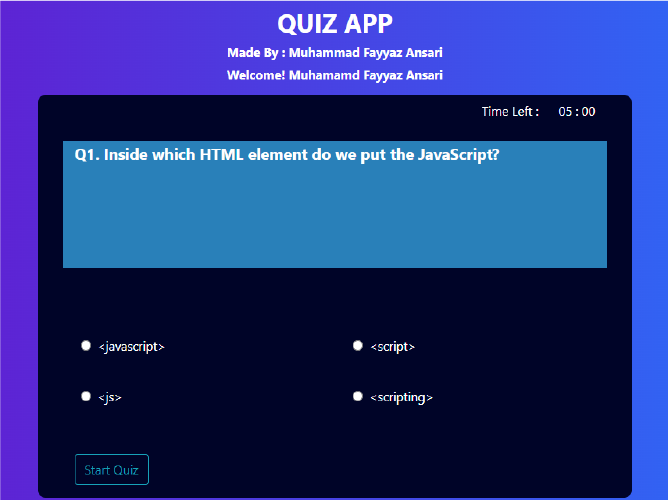 QUIZ APP
Made By : Muhammad Fayyaz Ansari
Welcome! Muhamamd Fayyaz Ansari
Time Left : 05 : 00
Q1. Inside which HTML element do we put the JavaScript?
<javascript> <script>
<js> <scripting>
Start Quiz